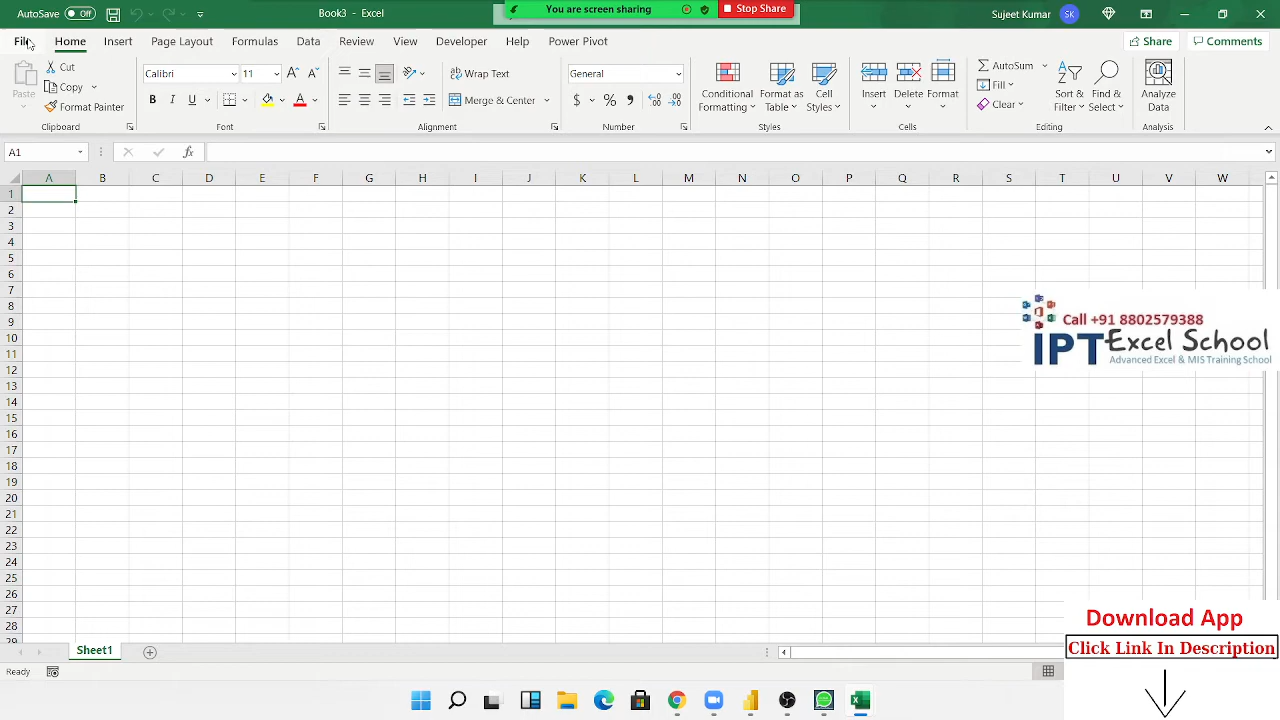 AutoSave Off Book3 - Excel You are screen sharing Stop Share Sujeet Kumar SK
File Home Insert Page Layout Formulas Data Review View Developer Help Power Pivot Share Comments
Paste Cut Copy Format Painter
Calibri 11 B I U A
Wrap Text Merge & Center
General $ % ,
Conditional Formatting Format as Table Cell Styles
Insert Delete Format
AutoSum Fill Clear Sort & Filter Find & Select
Analyze Data
Clipboard Font Alignment Number Styles Cells Editing Analysis
A1 fx
A B C D E F G H I J K L M N O P Q R S T U V W
1
2
3
4
5
6
7
8
9
10
11
12
13
14
15
16
17
18
19
20
21
22
23
24
25
26
27
28
29
Call +91 8802579388
IPT Excel School
Advanced Excel & MIS Training School
Download App
Click Link In Description
Sheet1
Ready